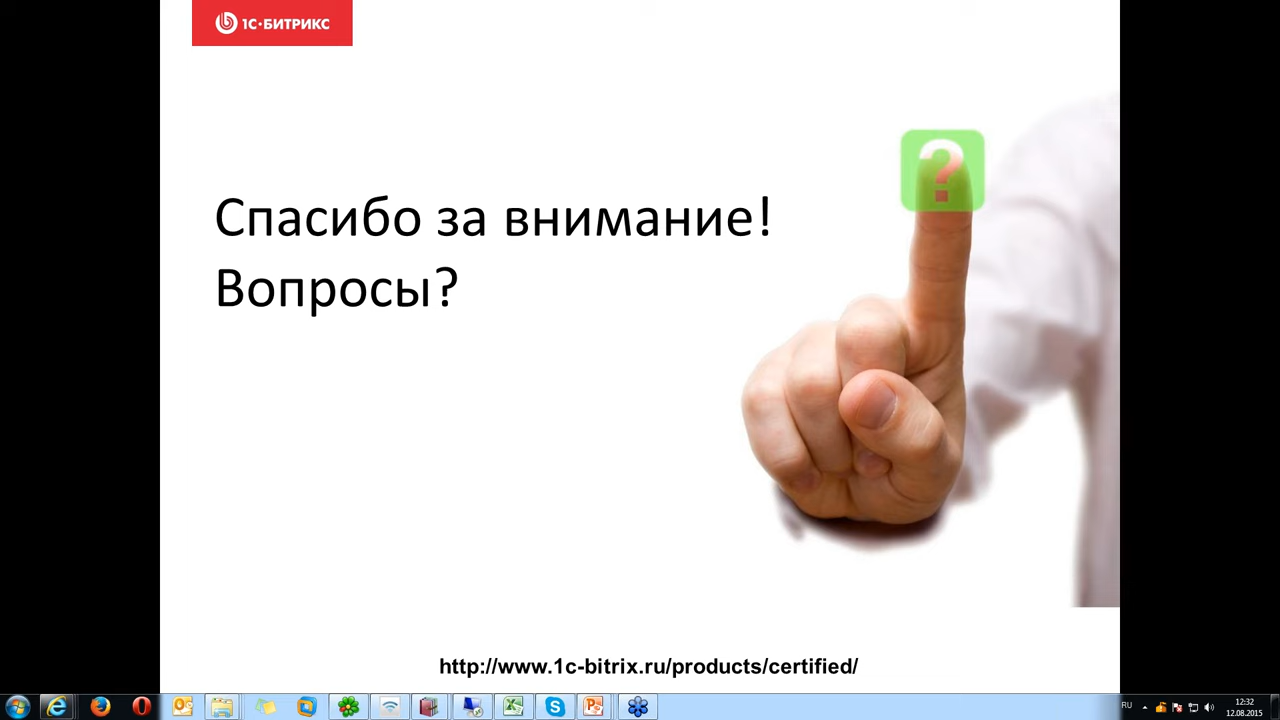 1С·БИТРИКС
?
Спасибо за внимание!
Вопросы?
http://www.1c-bitrix.ru/products/certified/
RU
12:32
12.08.2015